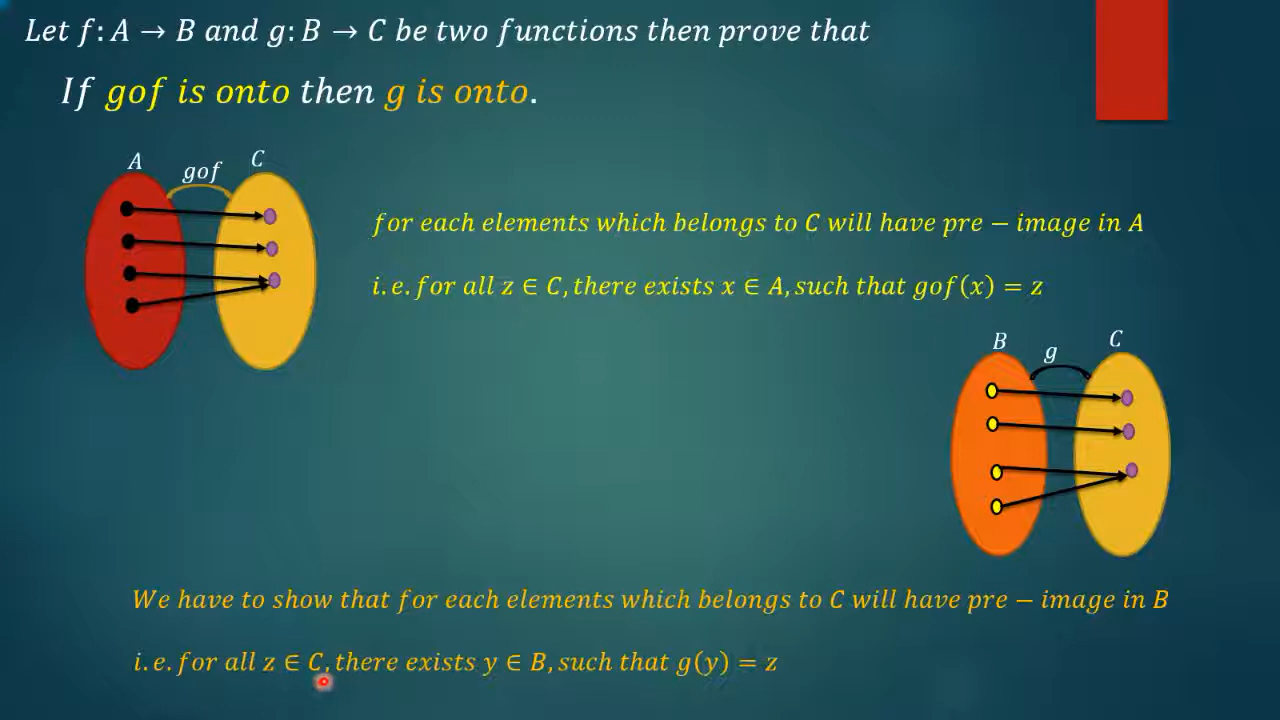 Let f: A → B and g: B → C be two functions then prove that
If gof is onto then g is onto.
A gof C
for each elements which belongs to C will have pre − image in A
i.e. for all z ∈ C, there exists x ∈ A, such that gof(x) = z
B g C
We have to show that for each elements which belongs to C will have pre − image in B
i.e. for all z ∈ C, there exists y ∈ B, such that g(y) = z